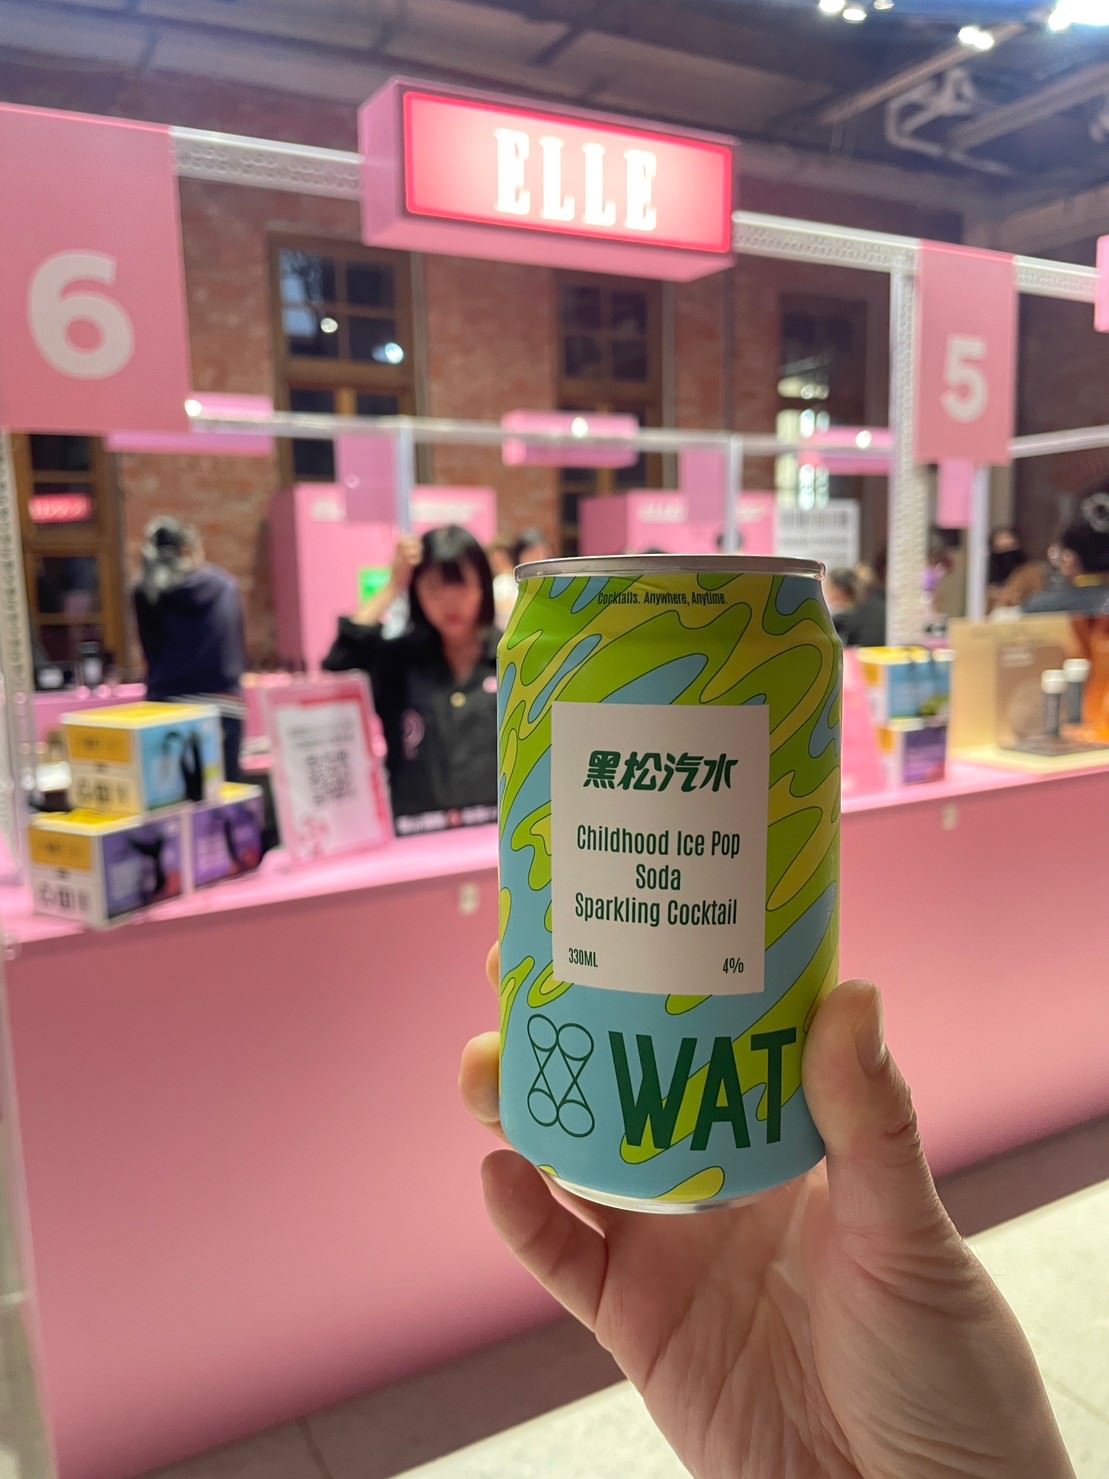 ELLE
6
5
Cocktails. Anywhere, Anytime.
黑松汽水
Childhood Ice Pop
Soda
Sparkling Cocktail
330ML
4%
WAT